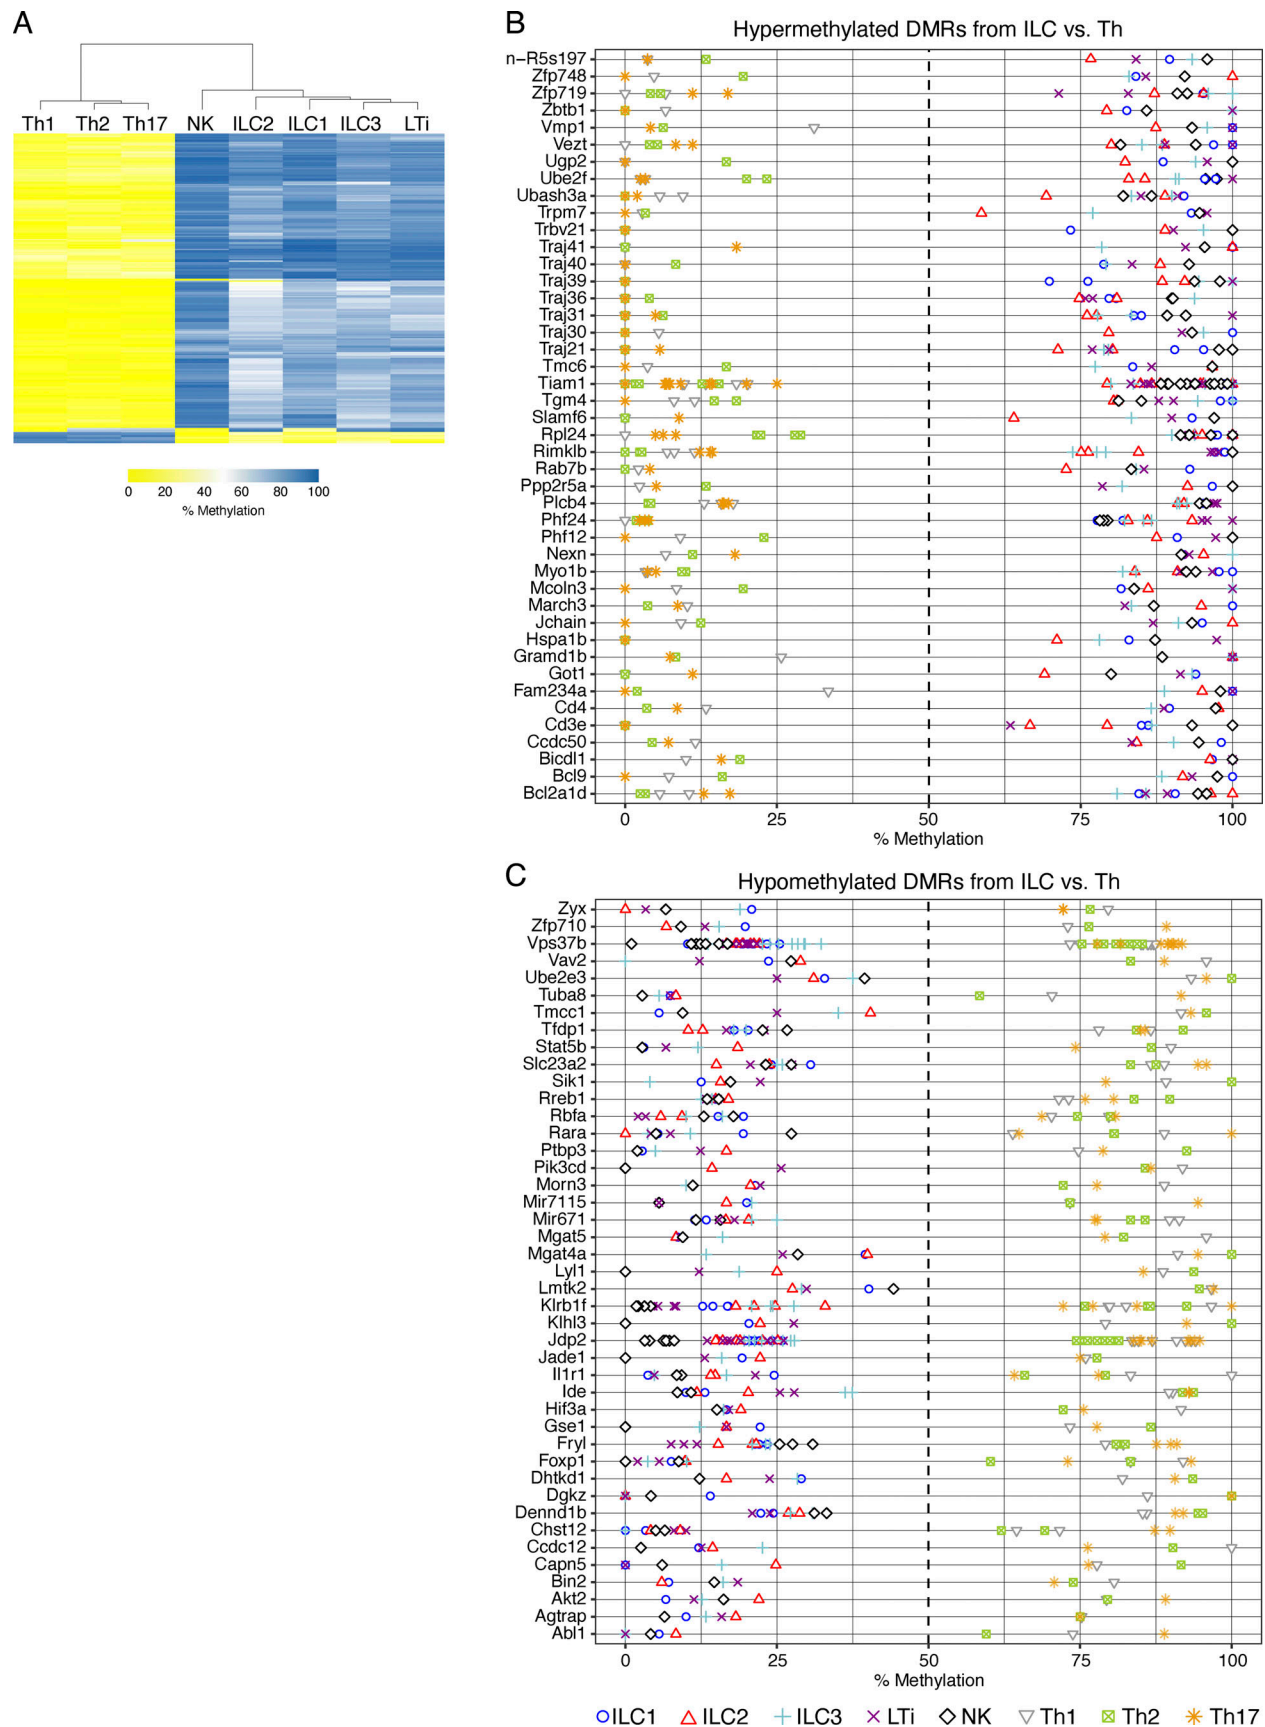 A
Th1 Th2 Th17 NK ILC2 ILC1 ILC3 LTi
0 20 40 60 80 100
% Methylation
B
Hypermethylated DMRs from ILC vs. Th
n−R5s197
Zfp748
Zfp719
Zbtb1
Vmp1
Vezt
Ugp2
Ube2f
Ubash3a
Trpm7
Trbv21
Traj41
Traj40
Traj39
Traj36
Traj31
Traj30
Traj21
Tmc6
Tiam1
Tgm4
Slamf6
Rpl24
Rimklb
Rab7b
Ppp2r5a
Plcb4
Phf24
Phf12
Nexn
Myo1b
Mcoln3
March3
Jchain
Hspa1b
Gramd1b
Got1
Fam234a
Cd4
Cd3e
Ccdc50
Bicdl1
Bcl9
Bcl2a1d
0 25 50 75 100
% Methylation
C
Hypomethylated DMRs from ILC vs. Th
Zyx
Zfp710
Vps37b
Vav2
Ube2e3
Tuba8
Tmcc1
Tfdp1
Stat5b
Slc23a2
Sik1
Rreb1
Rbfa
Rara
Ptbp3
Pik3cd
Morn3
Mir7115
Mir671
Mgat5
Mgat4a
Lyl1
Lmtk2
Klrb1f
Klhl3
Jdp2
Jade1
Il1r1
Ide
Hif3a
Gse1
Fryl
Foxp1
Dhtkd1
Dgkz
Dennd1b
Chst12
Ccdc12
Capn5
Bin2
Akt2
Agtrap
Abl1
0 25 50 75 100
% Methylation
ILC1 ILC2 ILC3 LTi NK Th1 Th2 Th17